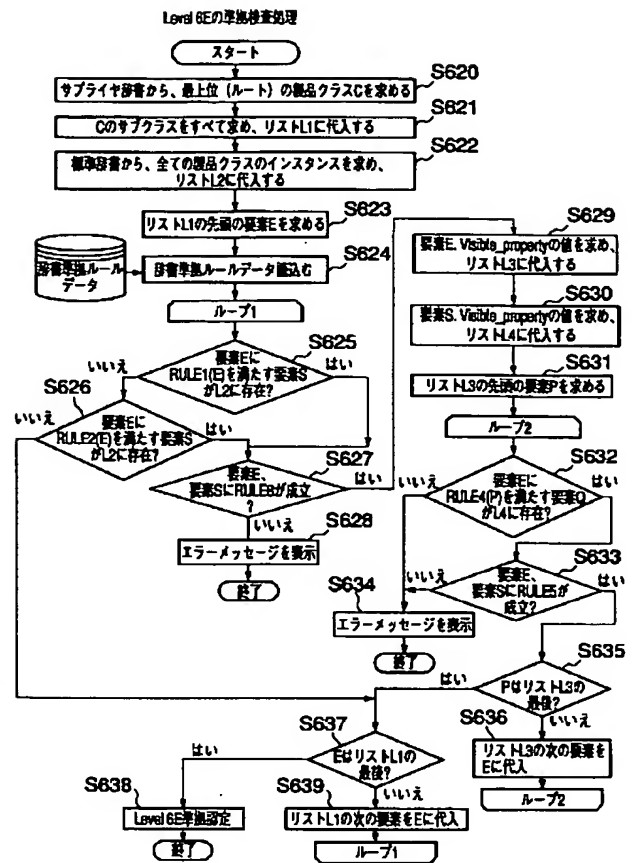 Level 6Eの準拠検査処理
スタート
S620
サプライヤ辞書から、最上位（ルート）の製品クラスCを求める
S621
Cのサブクラスをすべて求め、リストL1に代入する
S622
標準辞書から、全ての製品クラスのインスタンスを求め、
リストL2に代入する
S623
リストL1の先頭の要素Eを求める
S624
辞書準拠ルール
データ
辞書準拠ルールデータ読込む
ループ1
S625
要素Eに
RULE1(E)を満たす要素S
がL2に存在?
いいえ
はい
S626
要素Eに
RULE2(E)を満たす要素S
がL2に存在?
いいえ
はい
S627
要素E、
要素SにRULE3が成立
?
はい
いいえ
S628
エラーメッセージを表示
終了
S629
要素E. Visible_propertyの値を求め、
リストL3に代入する
S630
要素S. Visible_propertyの値を求め、
リストL4に代入する
S631
リストL3の先頭の要素Pを求める
ループ2
S632
要素Eに
RULE4(P)を満たす要素Q
がL4に存在?
いいえ
はい
S633
要素E、
要素SにRULE5が
成立?
いいえ
はい
S634
エラーメッセージを表示
終了
S635
PはリストL3の
最後?
はい
いいえ
S636
リストL3の次の要素を
Eに代入
ループ2
S637
EはリストL1の
最後?
はい
いいえ
S638
Level 6E準拠認定
終了
S639
リストL1の次の要素をEに代入
ループ1